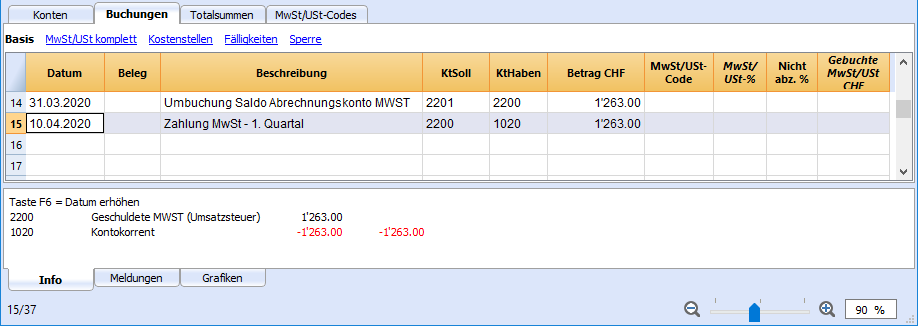 Konten Buchungen Totalsummen MwSt/USt-Codes
Basis MwSt/USt komplett Kostenstellen Fälligkeiten Sperre
Datum Beleg Beschreibung KtSoll KtHaben Betrag CHF MwSt/USt-Code MwSt/USt-% Nicht abz. % Gebuchte MwSt/USt CHF
14 31.03.2020 Umbuchung Saldo Abrechnungskonto MWST 2201 2200 1'263.00
15 10.04.2020 Zahlung MwSt - 1. Quartal 2200 1020 1'263.00
16
17
Taste F6 = Datum erhöhen
2200 Geschuldete MWST (Umsatzsteuer) 1'263.00
1020 Kontokorrent -1'263.00 -1'263.00
Info Meldungen Grafiken
15/37 90 %